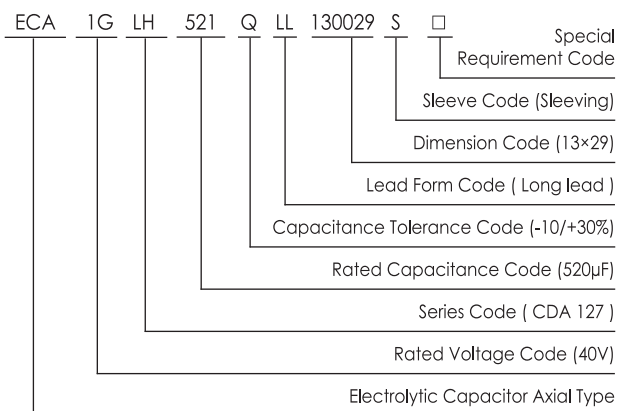 ECA 1G LH 521 Q LL 130029 S □
Special
Requirement Code
Sleeve Code (Sleeving)
Dimension Code (13×29)
Lead Form Code ( Long lead )
Capacitance Tolerance Code (-10/+30%)
Rated Capacitance Code (520µF)
Series Code ( CDA 127 )
Rated Voltage Code (40V)
Electrolytic Capacitor Axial Type